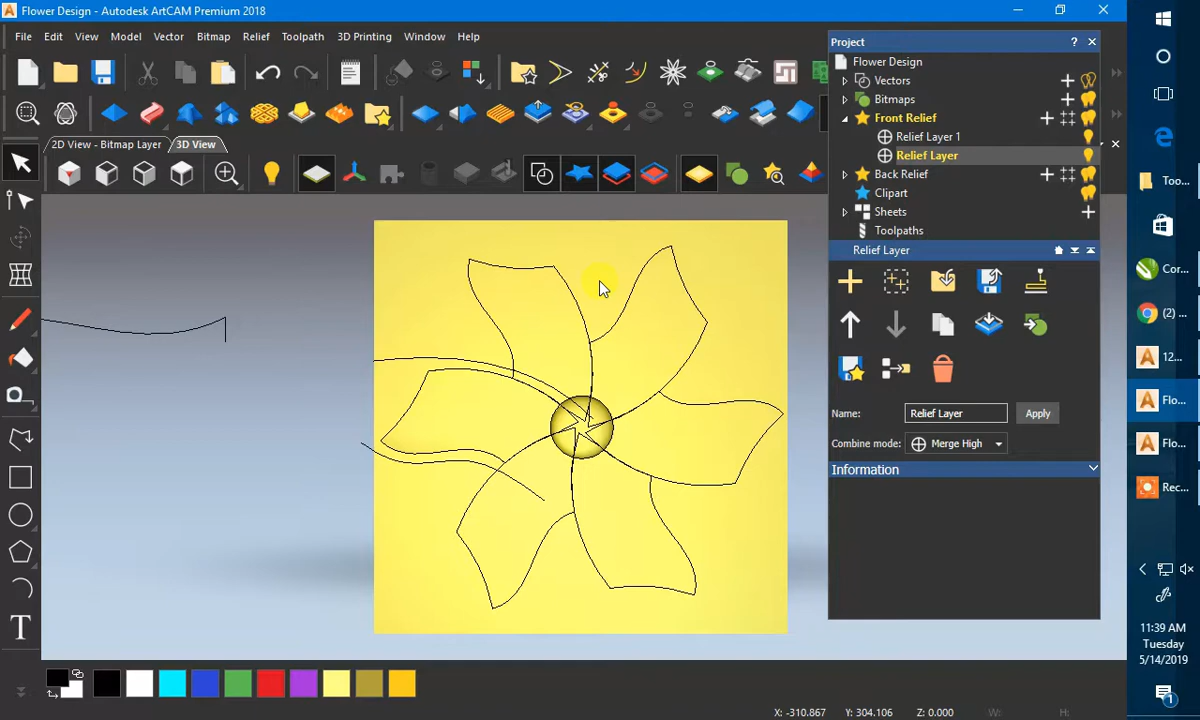 Flower Design - Autodesk ArtCAM Premium 2018
File Edit View Model Vector Bitmap Relief Toolpath 3D Printing Window Help
2D View - Bitmap Layer 3D View
Project
?
Flower Design
Vectors
Bitmaps
Front Relief
Relief Layer 1
Relief Layer
Back Relief
Clipart
Sheets
Toolpaths
Relief Layer
Name: Relief Layer Apply
Combine mode: Merge High
Information
T
X: -310.867 Y: 304.106 Z: 0.000 W: H:
Too...
Cor...
(2) ...
12...
Flo...
Flo...
Rec...
11:39 AM
Tuesday
5/14/2019
1